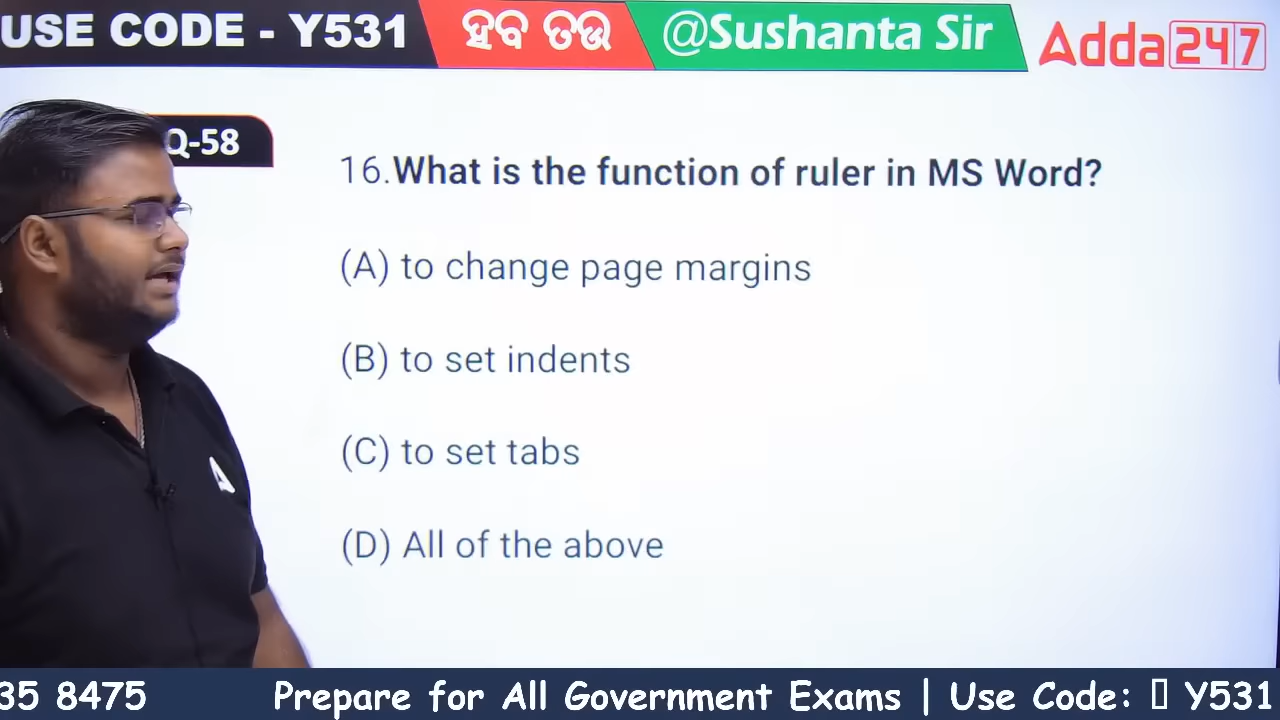 USE CODE - Y531
ହବ ତଉ
@Sushanta Sir
Adda247
Q-58
16.What is the function of ruler in MS Word?
(A) to change page margins
(B) to set indents
(C) to set tabs
(D) All of the above
35 8475 Prepare for All Government Exams | Use Code: Y531